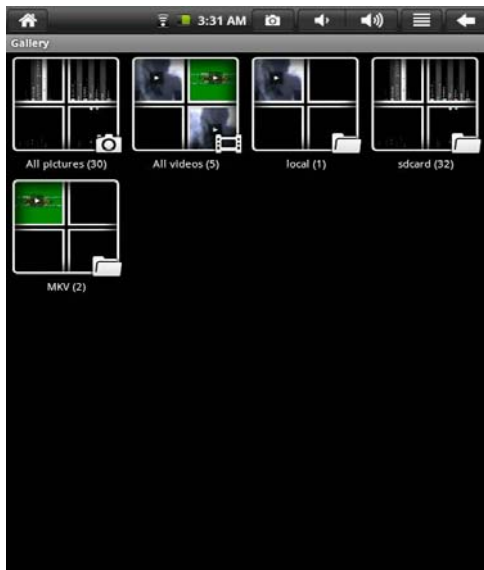 3:31 AM
Gallery
All pictures (30)
All videos (5)
local (1)
sdcard (32)
MKV (2)